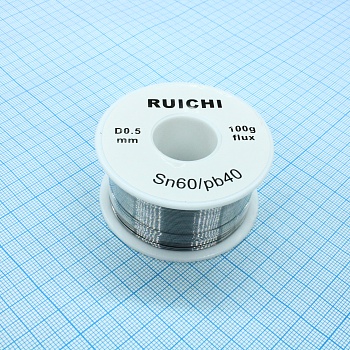 RUICHI
D0.5
mm
100g
flux
Sn60/pb40